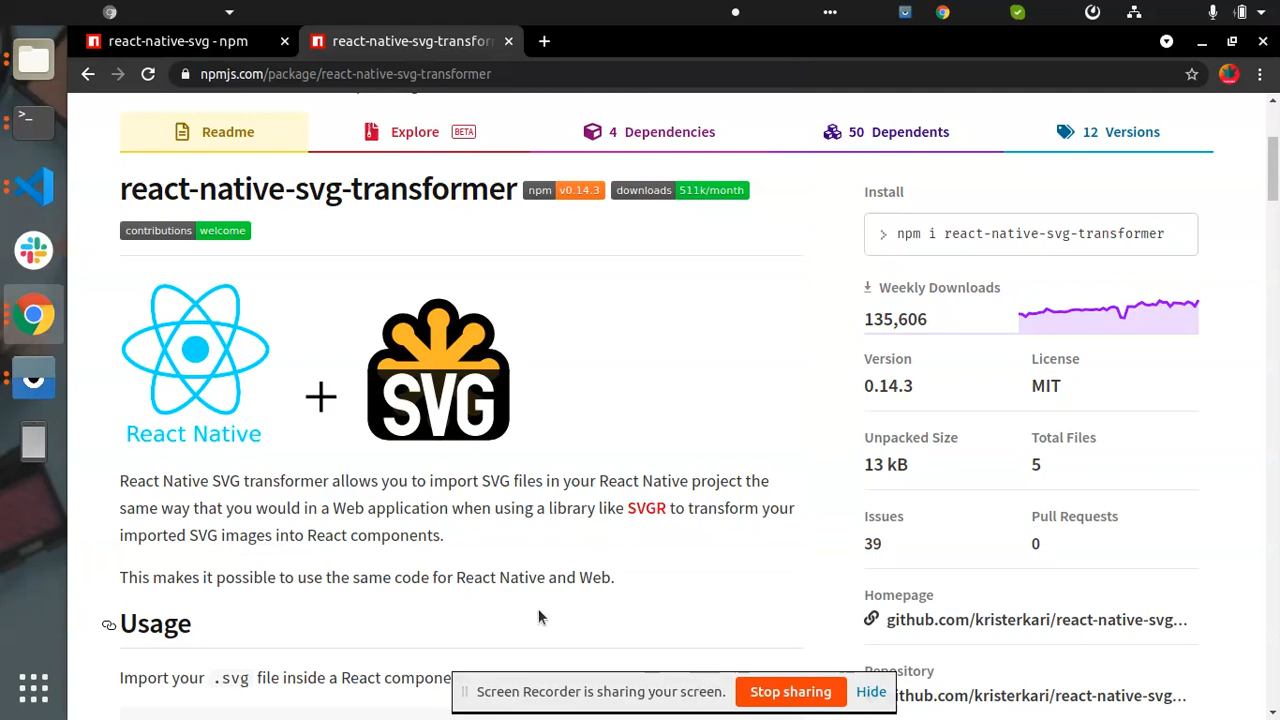 react-native-svg - npm
react-native-svg-transfor
npmjs.com/package/react-native-svg-transformer
Readme
Explore BETA
4 Dependencies
50 Dependents
12 Versions
react-native-svg-transformer
npm v0.14.3
downloads 511k/month
contributions welcome
React Native
+
SVG
React Native SVG transformer allows you to import SVG files in your React Native project the
same way that you would in a Web application when using a library like SVGR to transform your
imported SVG images into React components.
This makes it possible to use the same code for React Native and Web.
Usage
Import your .svg file inside a React compone
Install
> npm i react-native-svg-transformer
Weekly Downloads
135,606
Version
0.14.3
License
MIT
Unpacked Size
13 kB
Total Files
5
Issues
39
Pull Requests
0
Homepage
github.com/kristerkari/react-native-svg...
Repository
github.com/kristerkari/react-native-svg...
Screen Recorder is sharing your screen.
Stop sharing
Hide